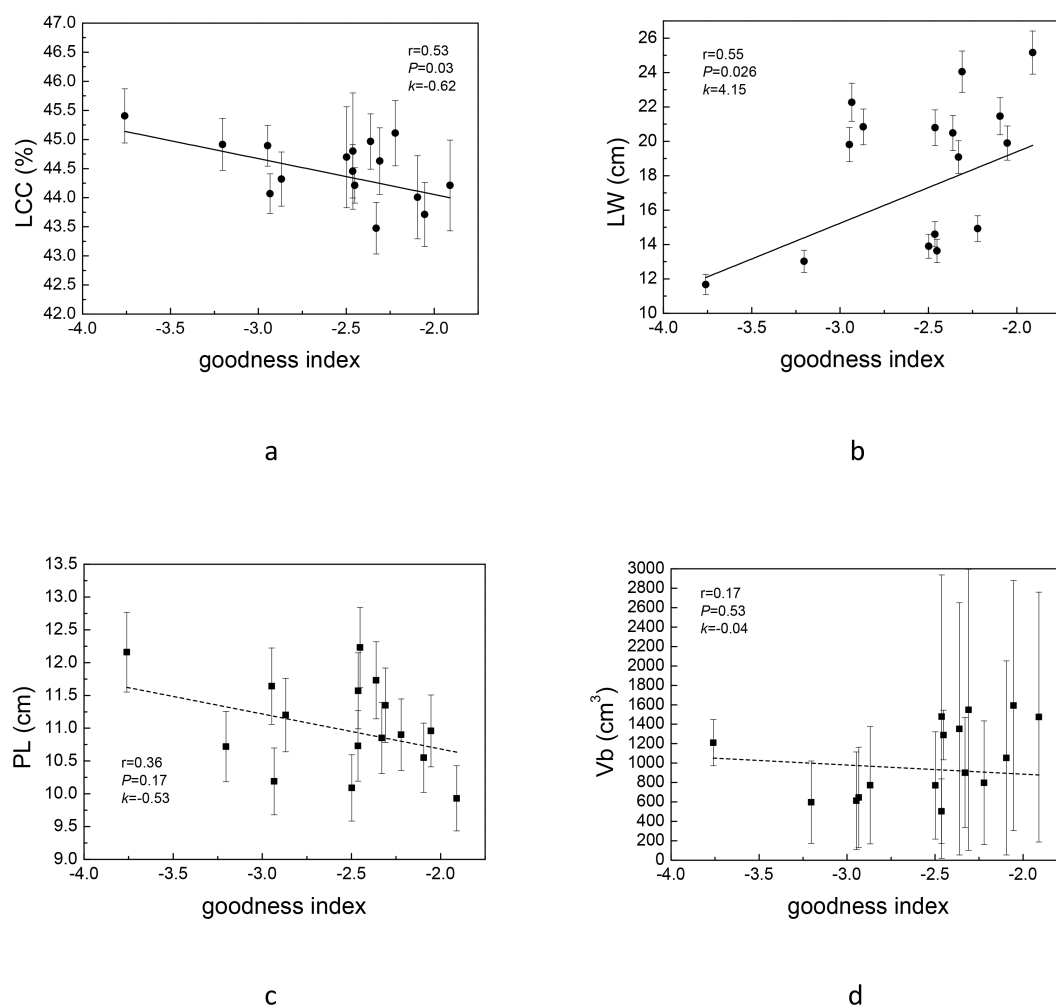 47.0
46.5
46.0
45.5
45.0
44.5
44.0
43.5
43.0
42.5
42.0
LCC (%)
r=0.53
P=0.03
k=-0.62
-4.0 -3.5 -3.0 -2.5 -2.0
goodness index
a
26
24
22
20
18
16
14
12
10
LW (cm)
r=0.55
P=0.026
k=4.15
-4.0 -3.5 -3.0 -2.5 -2.0
goodness index
b
13.5
13.0
12.5
12.0
11.5
11.0
10.5
10.0
9.5
9.0
PL (cm)
r=0.36
P=0.17
k=-0.53
-4.0 -3.5 -3.0 -2.5 -2.0
goodness index
c
3000
2800
2600
2400
2200
2000
1800
1600
1400
1200
1000
800
600
400
200
0
Vb (cm³)
r=0.17
P=0.53
k=-0.04
-4.0 -3.5 -3.0 -2.5 -2.0
goodness index
d